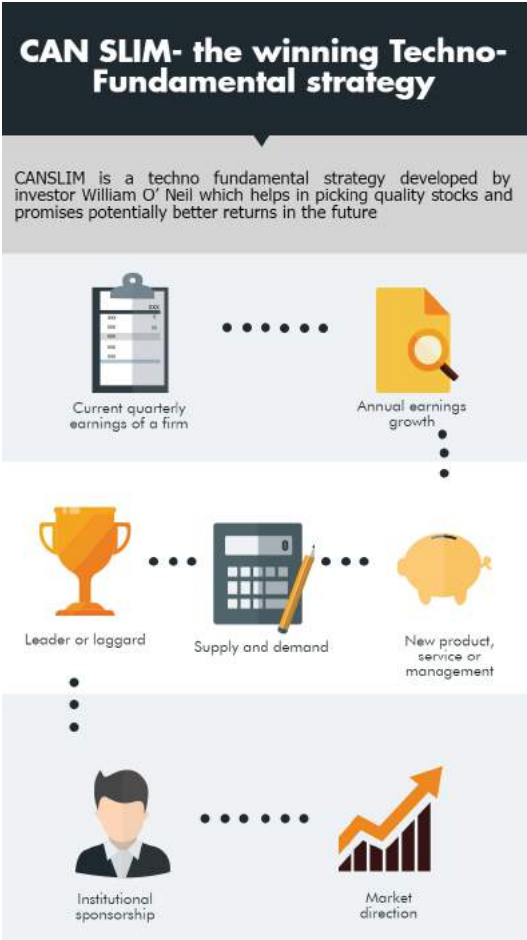 CAN SLIM- the winning Techno-
Fundamental strategy
CANSLIM is a techno fundamental strategy developed by
investor William O' Neil which helps in picking quality stocks and
promises potentially better returns in the future
Current quarterly
earnings of a firm
Annual earnings
growth
New product,
service or
management
Supply and demand
Leader or laggard
Institutional
sponsorship
Market
direction